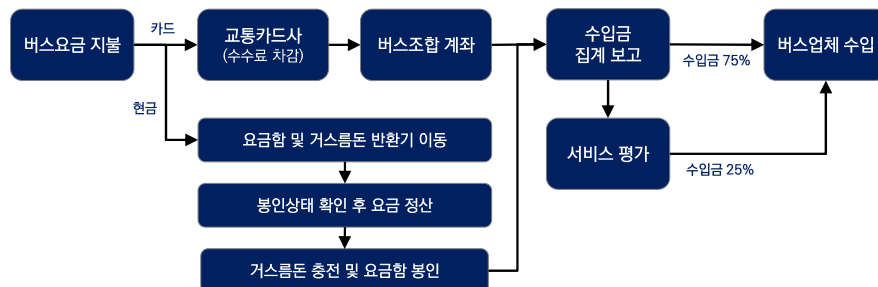 버스요금 지불
카드
현금
교통카드사
(수수료 차감)
버스조합 계좌
요금함 및 거스름돈 반환기 이동
봉인상태 확인 후 요금 정산
거스름돈 충전 및 요금함 봉인
수입금
집계 보고
수입금 75%
버스업체 수입
서비스 평가
수입금 25%